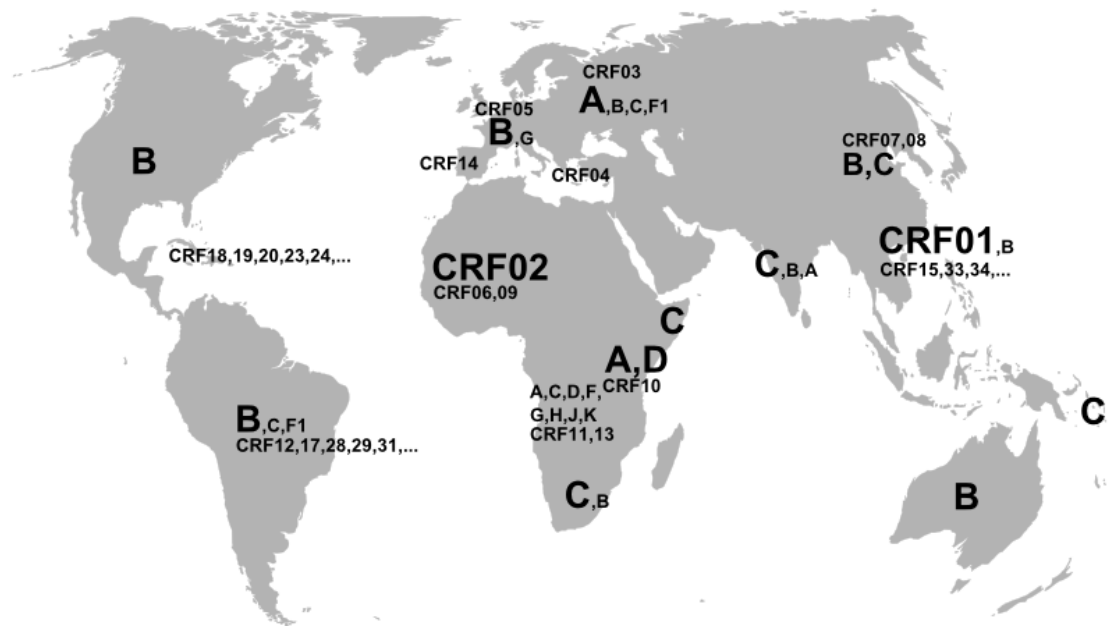 CRF03
A,B,C,F1
CRF05
B,G
CRF14
CRF04
B
CRF07,08
B,C
CRF18,19,20,23,24,...
CRF02
CRF06,09
C,B,A
CRF01,B
CRF15,33,34,...
C
A,D
CRF10
A,C,D,F,
G,H,J,K
CRF11,13
B,C,F1
CRF12,17,28,29,31,...
C
C,B
B